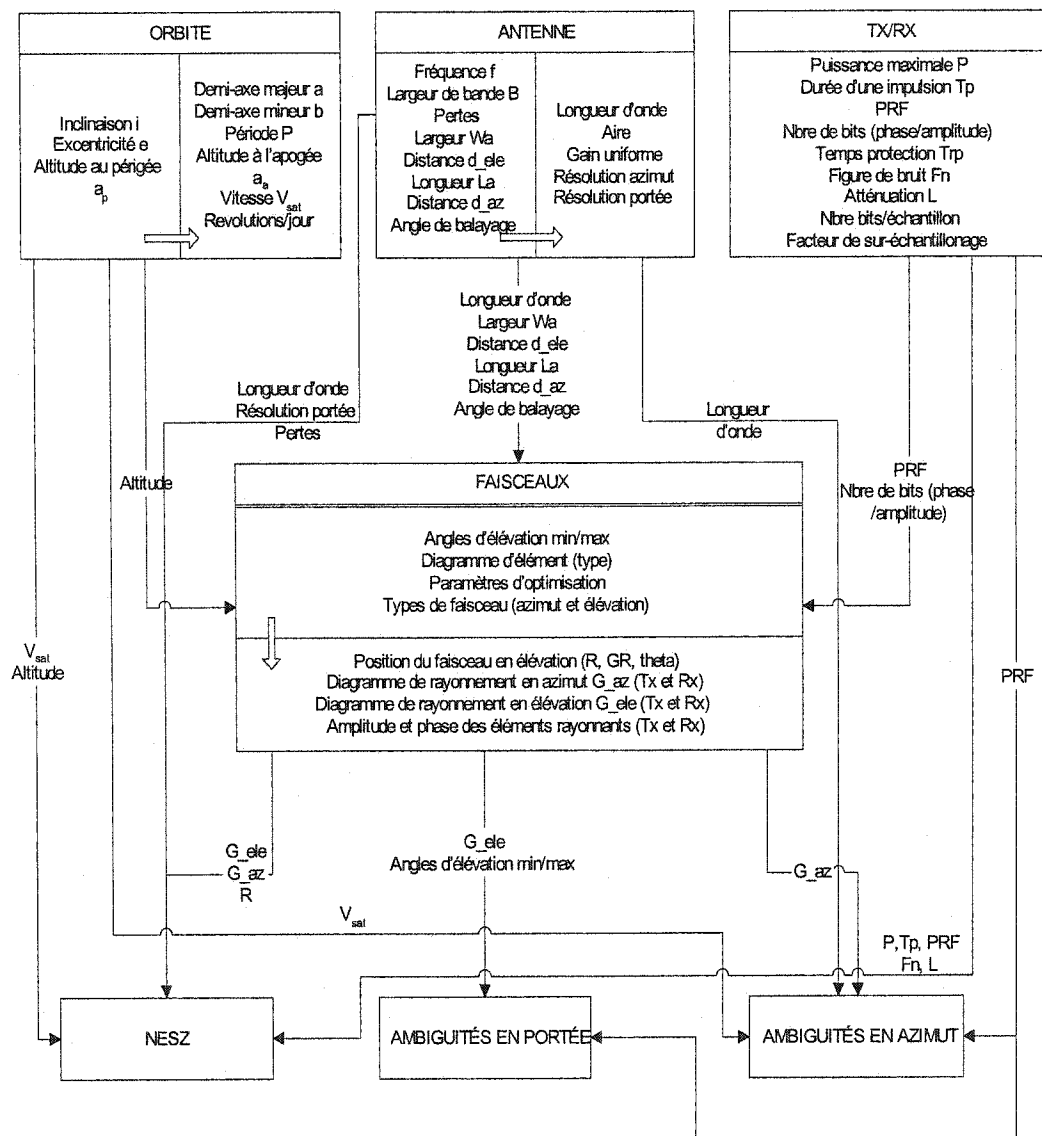 ORBITE
Inclinaison i
Excentricité e
Altitude au périgée
a_p
Demi-axe majeur a
Demi-axe mineur b
Période P
Altitude à l'apogée
a_a
Vitesse V_sat
Revolutions/jour
ANTENNE
Fréquence f
Largeur de bande B
Pertes
Largeur Wa
Distance d_ele
Longueur La
Distance d_az
Angle de balayage
Longueur d'onde
Aire
Gain uniforme
Résolution azimut
Résolution portée
TX/RX
Puissance maximale P
Durée d'une impulsion Tp
PRF
Nbre de bits (phase/amplitude)
Temps protection Trp
Figure de bruit Fn
Atténuation L
Nbre bits/échantillon
Facteur de sur-échantillonage
Longueur d'onde
Largeur Wa
Distance d_ele
Longueur La
Distance d_az
Angle de balayage
Longueur d'onde
Résolution portée
Pertes
Longueur
d'onde
Altitude
PRF
Nbre de bits (phase
/amplitude)
FAISCEAUX
Angles d'élévation min/max
Diagramme d'élément (type)
Paramètres d'optimisation
Types de faisceau (azimut et élévation)
Position du faisceau en élévation (R, GR, theta)
Diagramme de rayonnement en azimut G_az (Tx et Rx)
Diagramme de rayonnement en élévation G_ele (Tx et Rx)
Amplitude et phase des éléments rayonnants (Tx et Rx)
V_sat
Altitude
PRF
G_ele
G_az
R
G_ele
Angles d'élévation min/max
G_az
V_sat
P,Tp, PRF
Fn, L
NESZ
AMBIGUITÉS EN PORTÉE
AMBIGUITÉS EN AZIMUT